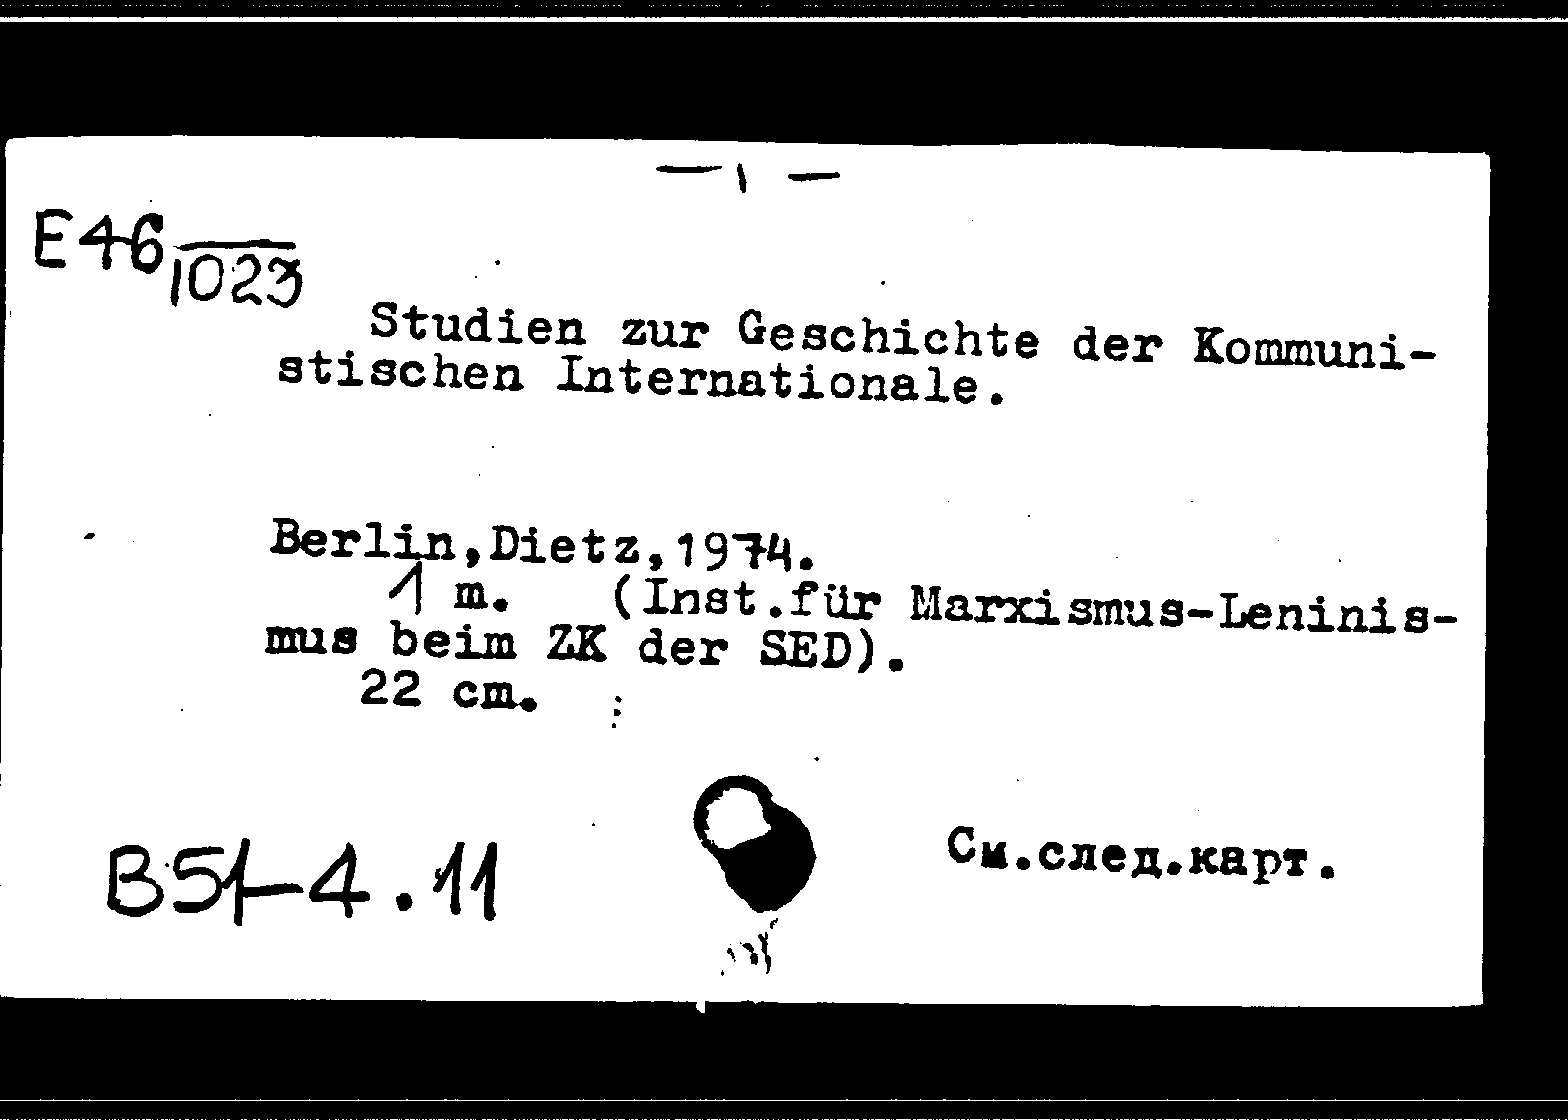 E46 1023
Studien zur Geschichte der Kommuni-
stischen Internationale.
Berlin,Dietz,1974.
1 m. (Inst.für Marxismus-Leninis-
mus beim ZK der SED).
22 cm.
B51-4.11
См.след.карт.